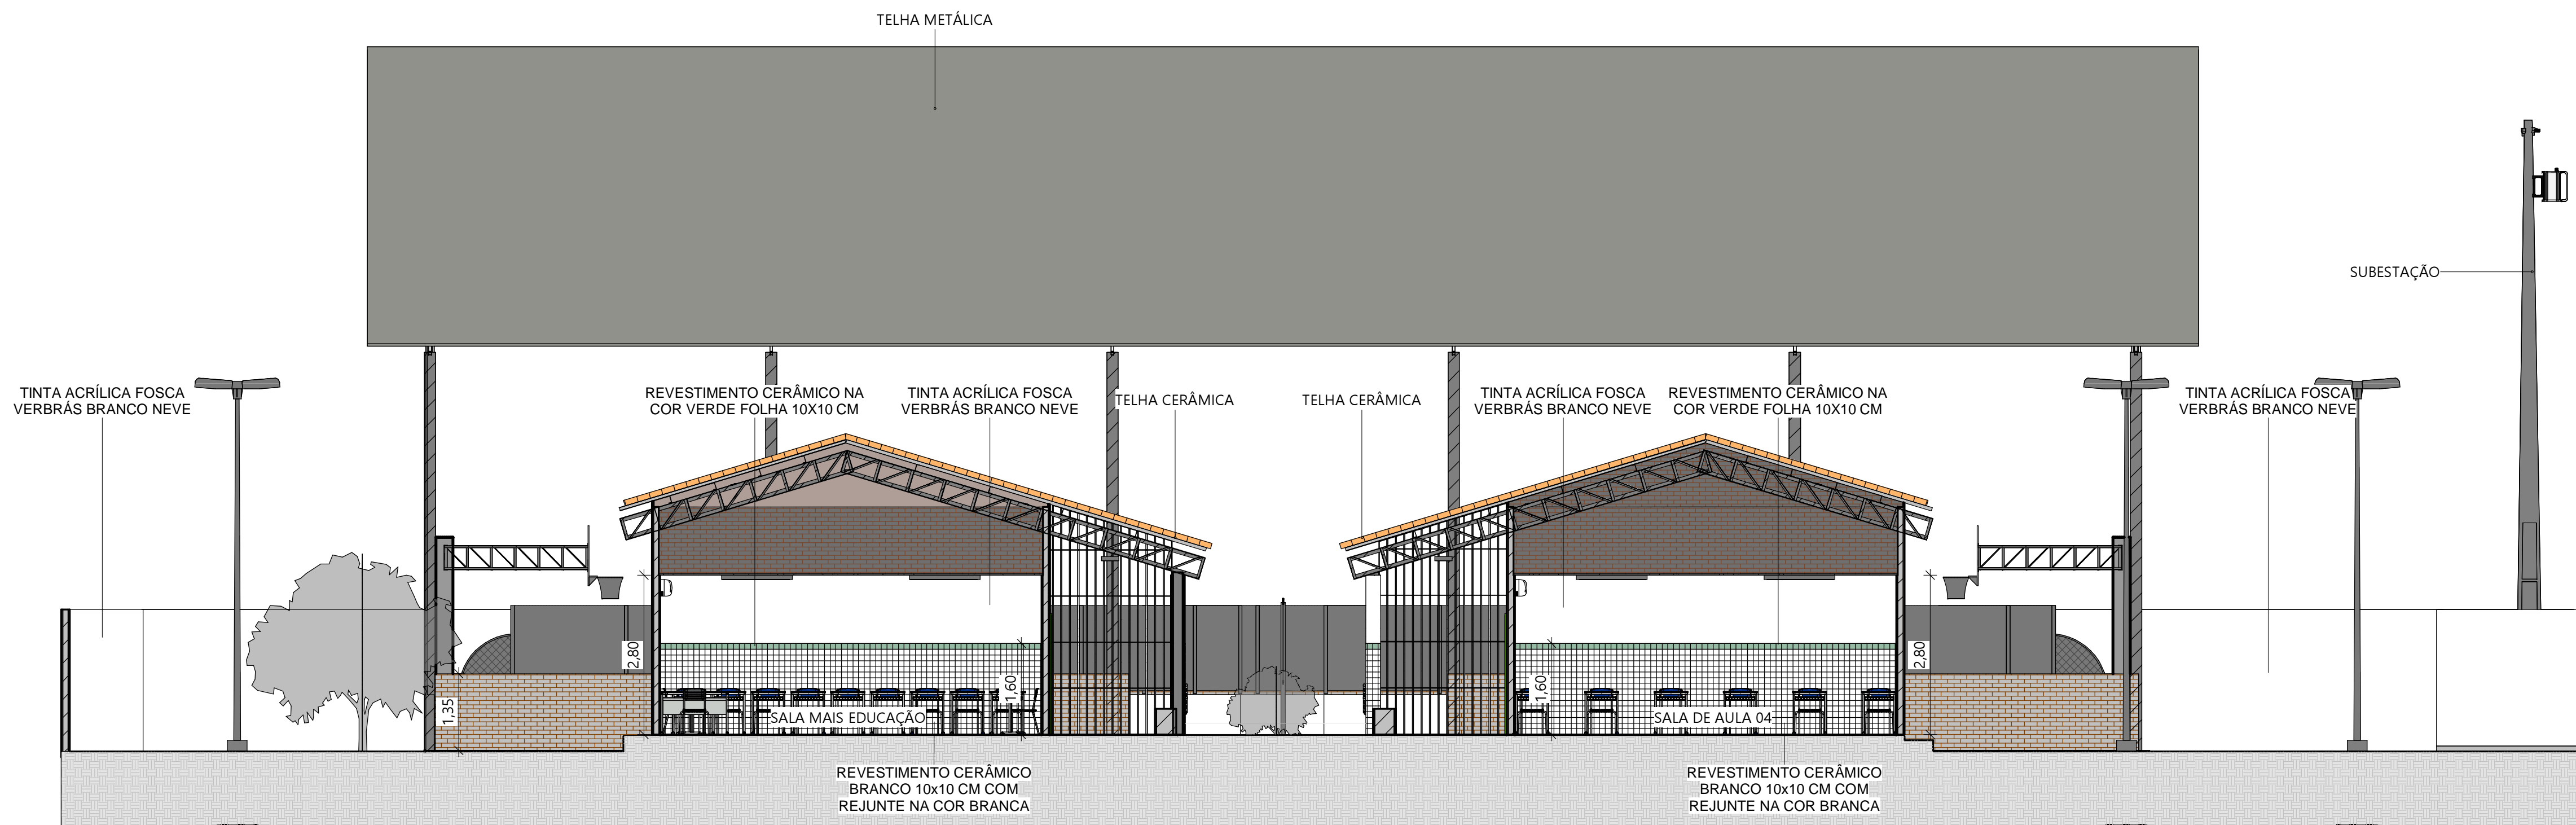 TELHA METÁLICA
SUBESTAÇÃO
TINTA ACRÍLICA FOSCA
VERBRÁS BRANCO NEVE
REVESTIMENTO CERÂMICO NA
COR VERDE FOLHA 10X10 CM
TINTA ACRÍLICA FOSCA
VERBRÁS BRANCO NEVE
TELHA CERÂMICA
TELHA CERÂMICA
TINTA ACRÍLICA FOSCA
VERBRÁS BRANCO NEVE
REVESTIMENTO CERÂMICO NA
COR VERDE FOLHA 10X10 CM
TINTA ACRÍLICA FOSCA
VERBRÁS BRANCO NEVE
1,35
2,80
1,60
1,60
2,80
SALA MAIS EDUCAÇÃO
SALA DE AULA 04
REVESTIMENTO CERÂMICO
BRANCO 10x10 CM COM
REJUNTE NA COR BRANCA
REVESTIMENTO CERÂMICO
BRANCO 10x10 CM COM
REJUNTE NA COR BRANCA